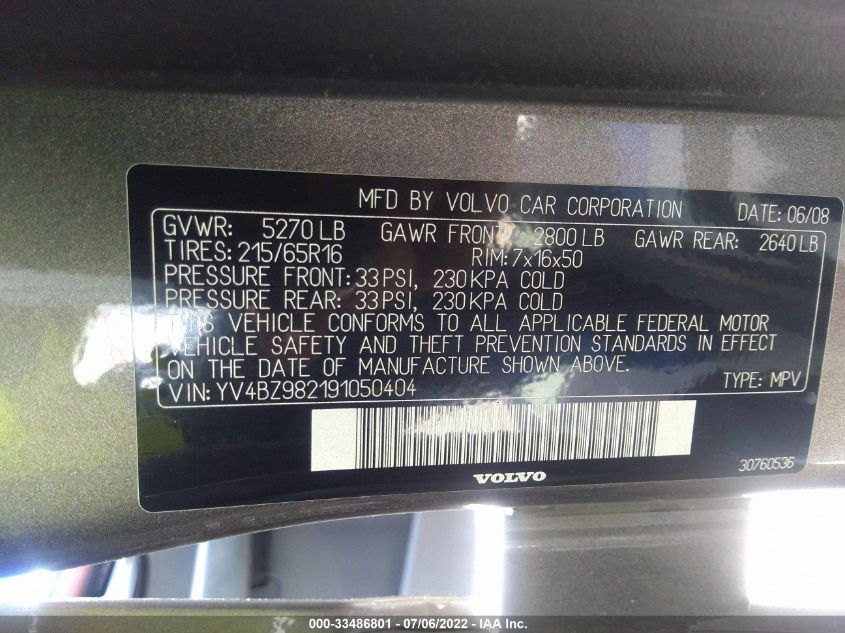 MFD BY VOLVO CAR CORPORATION DATE: 06/08
GVWR: 5270 LB GAWR FRONT: 2800 LB GAWR REAR: 2640 LB
TIRES: 215/65R16 RIM: 7x16x50
PRESSURE FRONT: 33 PSI, 230 KPA COLD
PRESSURE REAR: 33 PSI, 230 KPA COLD
THIS VEHICLE CONFORMS TO ALL APPLICABLE FEDERAL MOTOR
VEHICLE SAFETY AND THEFT PREVENTION STANDARDS IN EFFECT
ON THE DATE OF MANUFACTURE SHOWN ABOVE.
VIN: YV4BZ982191050404 TYPE: MPV
30760536
VOLVO
000-33486801 - 07/06/2022 - IAA Inc.